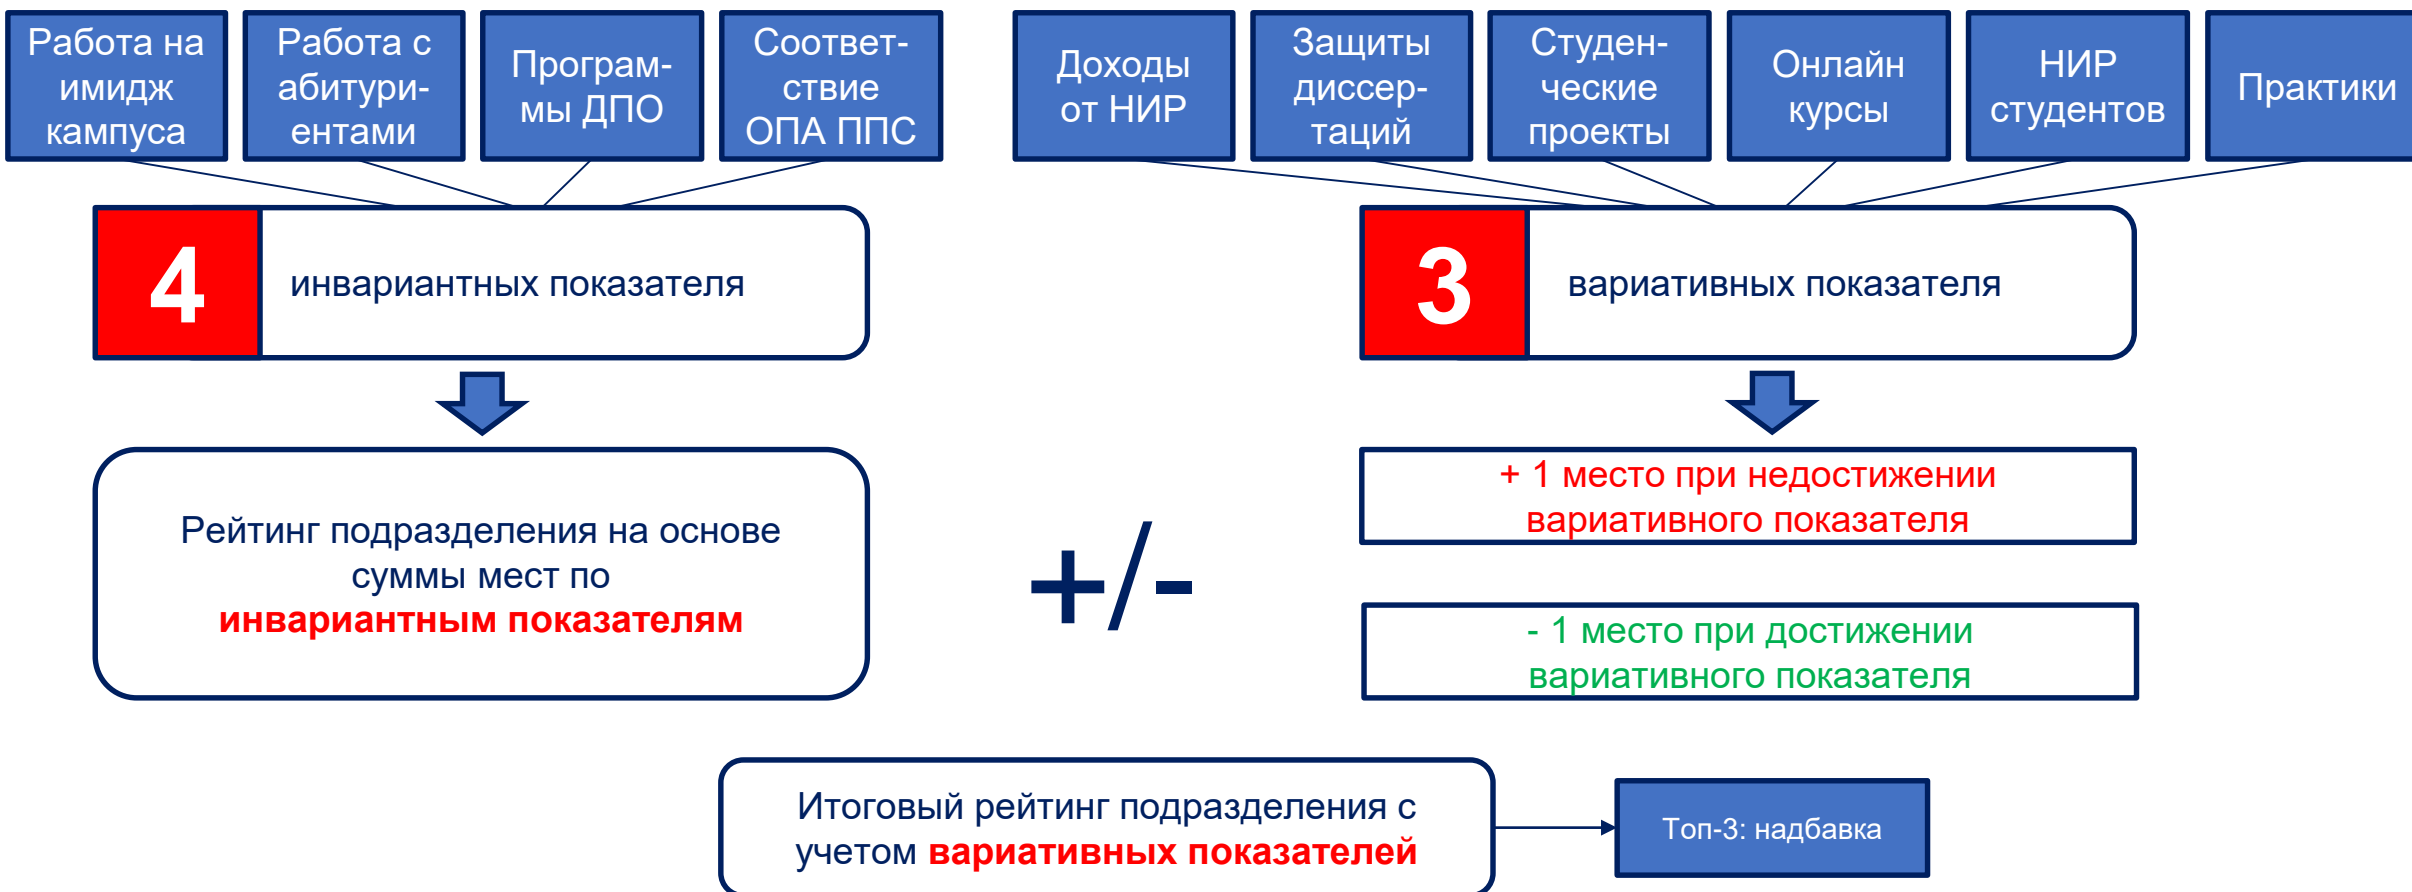 Работа на
имидж
кампуса
Работа с
абитури-
ентами
Програм-
мы ДПО
Соответ-
ствие
ОПА ППС
Доходы
от НИР
Защиты
диссер-
таций
Студен-
ческие
проекты
Онлайн
курсы
НИР
студентов
Практики
4
инвариантных показателя
3
вариативных показателя
Рейтинг подразделения на основе
суммы мест по
инвариантным показателям
+/-
+ 1 место при недостижении
вариативного показателя
- 1 место при достижении
вариативного показателя
Итоговый рейтинг подразделения с
учетом вариативных показателей
Топ-3: надбавка